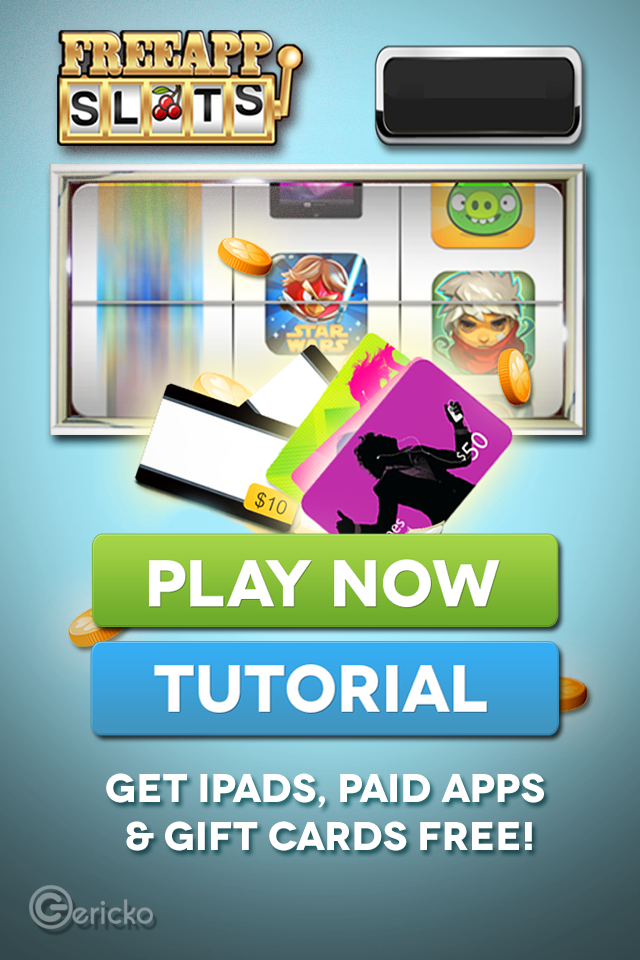 FREEAPP
SLOTS
STAR
WARS
$50
$10
PLAY NOW
TUTORIAL
GET IPADS, PAID APPS
& GIFT CARDS FREE!
Gericko